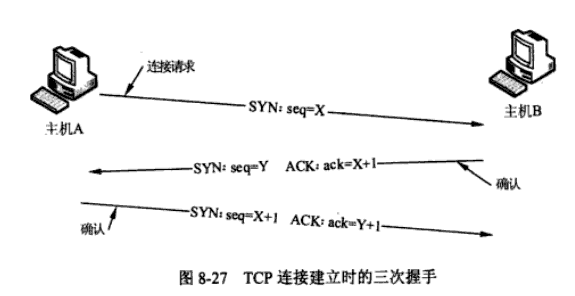 连接请求
主机A
主机B
SYN: seq=X
SYN: seq=Y ACK: ack=X+1
确认
SYN: seq=X+1 ACK: ack=Y+1
确认
图 8-27 TCP 连接建立时的三次握手